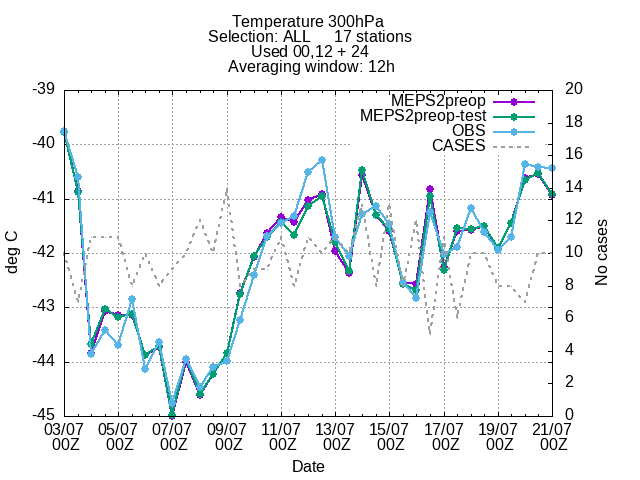 Temperature 300hPa
Selection: ALL 17 stations
Used 00,12 + 24
Averaging window: 12h
MEPS2preop
MEPS2preop-test
OBS
CASES
deg C
-39
-40
-41
-42
-43
-44
-45
No cases
20
18
16
14
12
10
8
6
4
2
0
03/07 05/07 07/07 09/07 11/07 13/07 15/07 17/07 19/07 21/07
00Z 00Z 00Z 00Z 00Z 00Z 00Z 00Z 00Z 00Z
Date